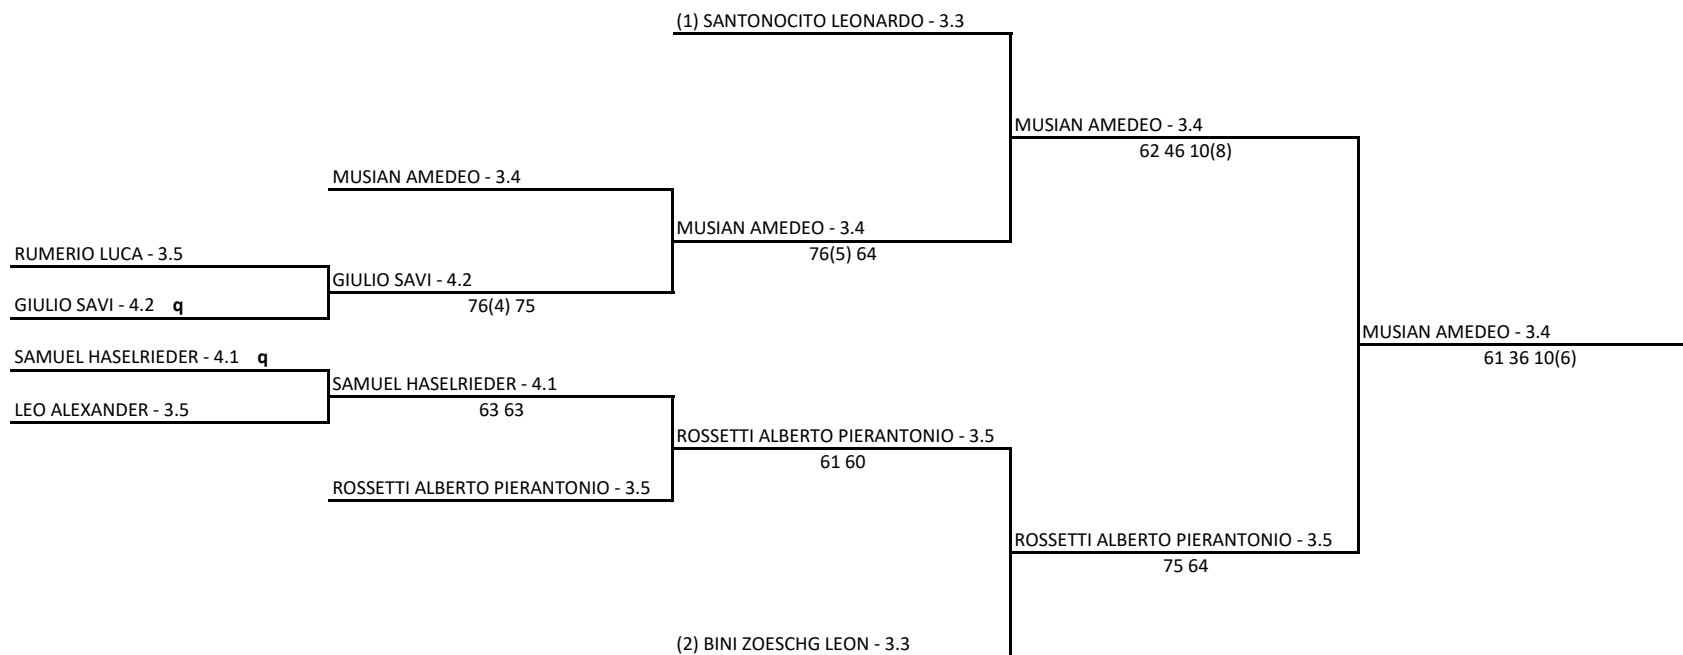 (1) SANTONOCITO LEONARDO - 3.3
MUSIAN AMEDEO - 3.4
62 46 10(8)
MUSIAN AMEDEO - 3.4
MUSIAN AMEDEO - 3.4
76(5) 64
RUMERIO LUCA - 3.5
GIULIO SAVI - 4.2
76(4) 75
GIULIO SAVI - 4.2 q
MUSIAN AMEDEO - 3.4
61 36 10(6)
SAMUEL HASELRIEDER - 4.1 q
SAMUEL HASELRIEDER - 4.1
63 63
LEO ALEXANDER - 3.5
ROSSETTI ALBERTO PIERANTONIO - 3.5
61 60
ROSSETTI ALBERTO PIERANTONIO - 3.5
ROSSETTI ALBERTO PIERANTONIO - 3.5
75 64
(2) BINI ZOESCHG LEON - 3.3